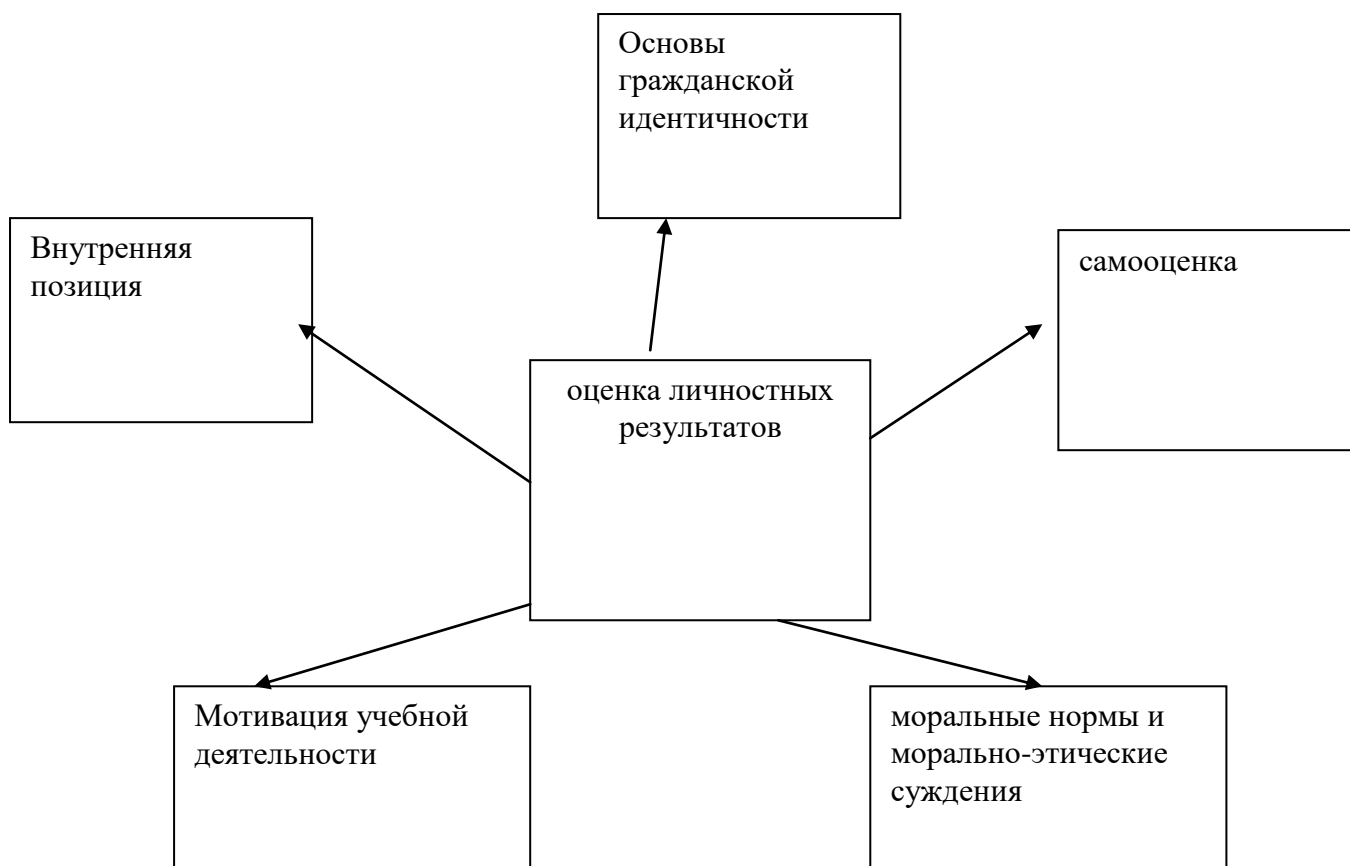 Основы
гражданской
идентичности
Внутренняя
позиция
самооценка
оценка личностных
результатов
Мотивация учебной
деятельности
моральные нормы и
морально-этические
суждения